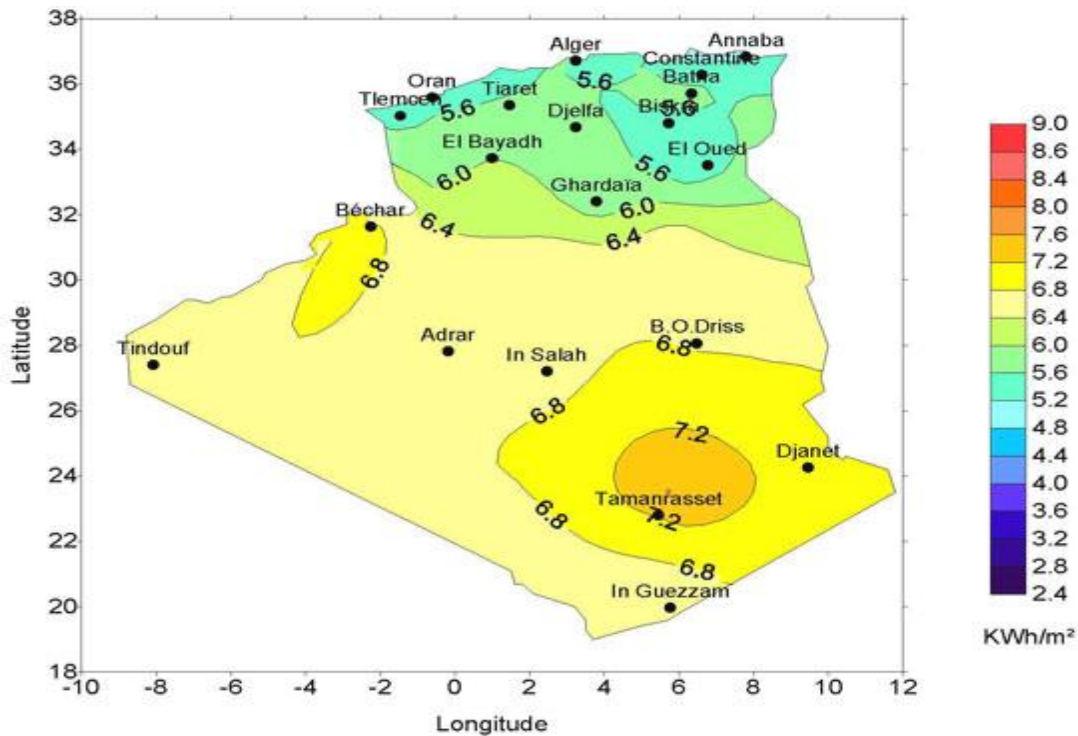 38
36
34
32
30
28
26
24
22
20
18
Latitude
-10 -8 -6 -4 -2 0 2 4 6 8 10 12
Longitude
Annaba
Alger
Constantine
Batna
Oran
Tiaret
5.6
Tlemcen
5.6
Djelfa
Biskra
5.6
El Bayadh
El Oued
5.6
6.0
Ghardaïa
6.0
Béchar
6.4
6.4
6.8
B.O.Driss
Adrar
6.8
Tindouf
In Salah
6.8
7.2
Djanet
Tamanrasset
6.8
7.2
6.8
In Guezzam
9.0
8.6
8.4
8.0
7.6
7.2
6.8
6.4
6.0
5.6
5.2
4.8
4.4
4.0
3.6
3.2
2.8
2.4
KWh/m²